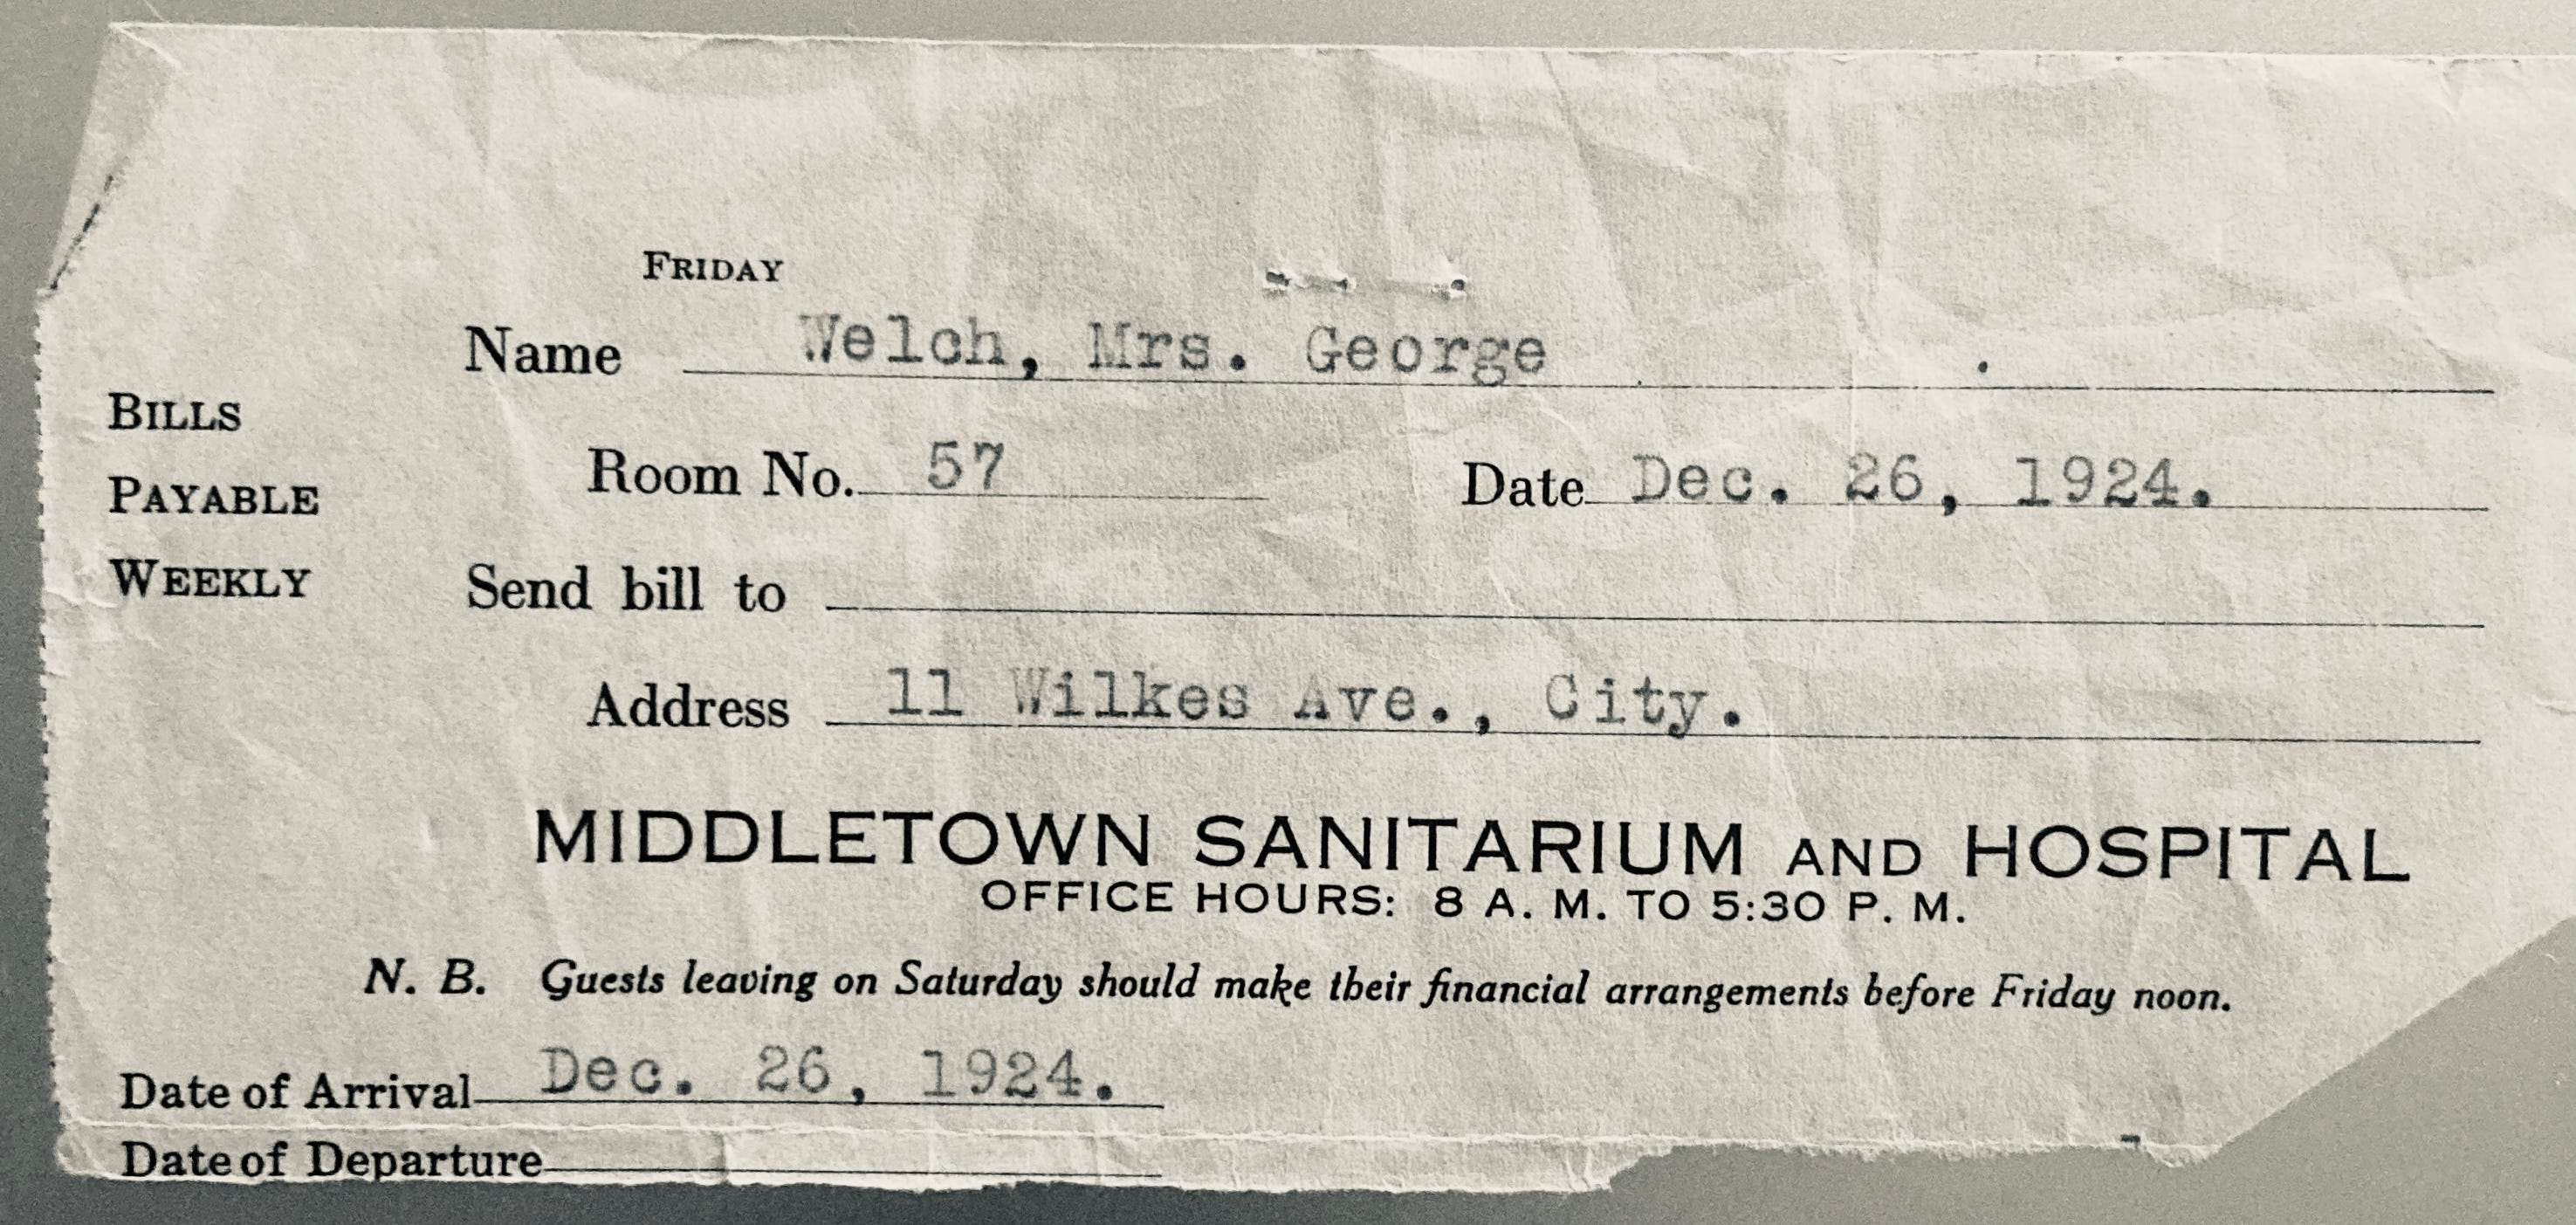 FRIDAY
Name Welch, Mrs. George
BILLS
PAYABLE
WEEKLY
Room No. 57 Date Dec. 26, 1924.
Send bill to
Address 11 Wilkes Ave., City.
MIDDLETOWN SANITARIUM AND HOSPITAL
OFFICE HOURS: 8 A. M. TO 5:30 P. M.
N. B. Guests leaving on Saturday should make their financial arrangements before Friday noon.
Date of Arrival Dec. 26, 1924.
Date of Departure